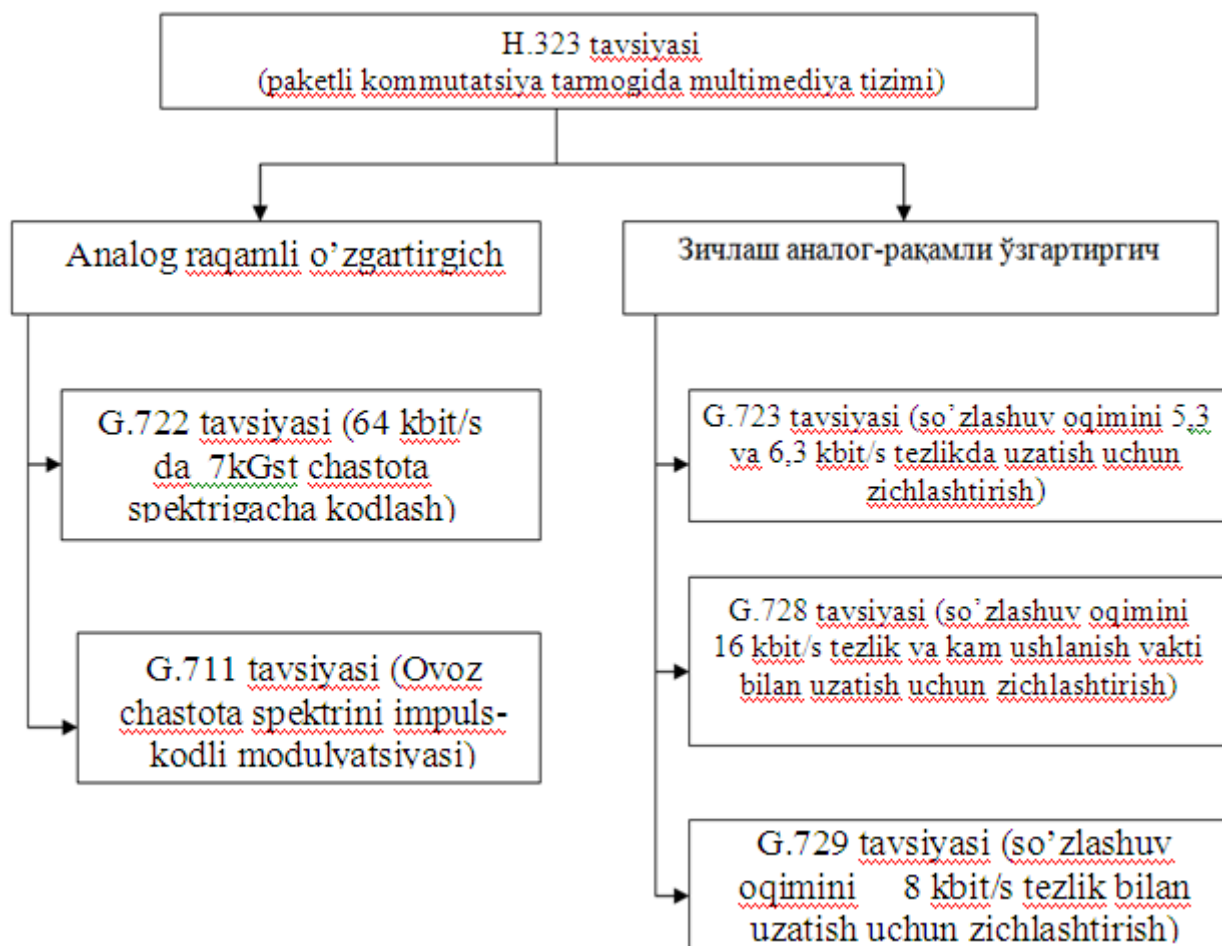 H.323 tavsiyasi
(paketli kommutatsiya tarmogida multimediya tizimi)
Analog raqamli o’zgartirgich
Зичлаш аналог-рақамли ўзгартиргич
G.722 tavsiyasi (64 kbit/s
da 7kGst chastota
spektrigacha kodlash)
G.711 tavsiyasi (Ovoz
chastota spektrini impuls-
kodli modulyatsiyasi)
G.723 tavsiyasi (so’zlashuv oqimini 5,3
va 6,3 kbit/s tezlikda uzatish uchun
zichlashtirish)
G.728 tavsiyasi (so’zlashuv oqimini
16 kbit/s tezlik va kam ushlanish vakti
bilan uzatish uchun zichlashtirish)
G.729 tavsiyasi (so’zlashuv
oqimini 8 kbit/s tezlik bilan
uzatish uchun zichlashtirish)